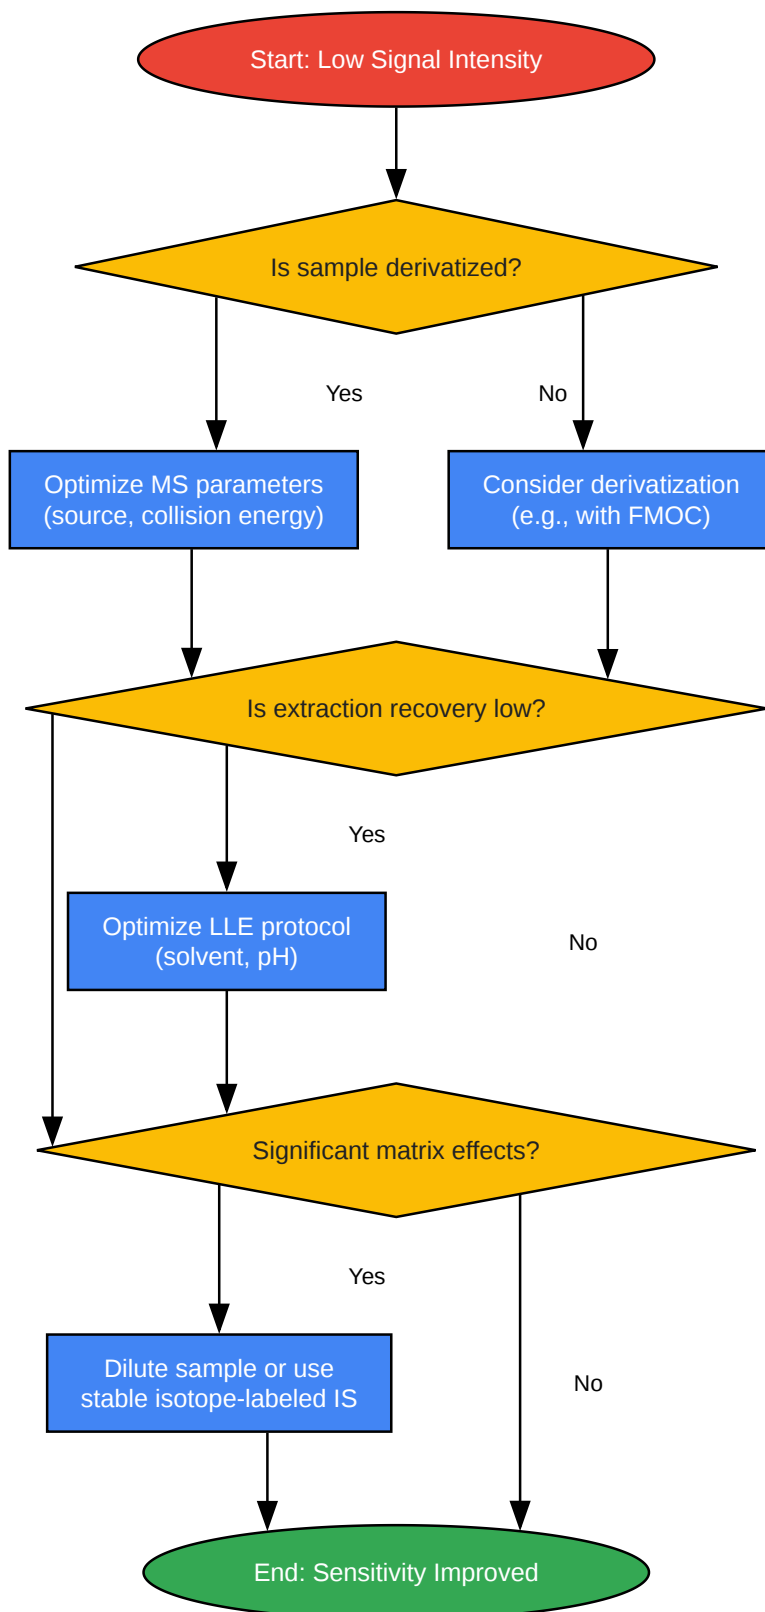 Start: Low Signal Intensity
Is sample derivatized?
Yes
No
Optimize MS parameters
(source, collision energy)
Consider derivatization
(e.g., with FMOC)
Is extraction recovery low?
Yes
Optimize LLE protocol
(solvent, pH)
No
Significant matrix effects?
Yes
Dilute sample or use
stable isotope-labeled IS
No
End: Sensitivity Improved